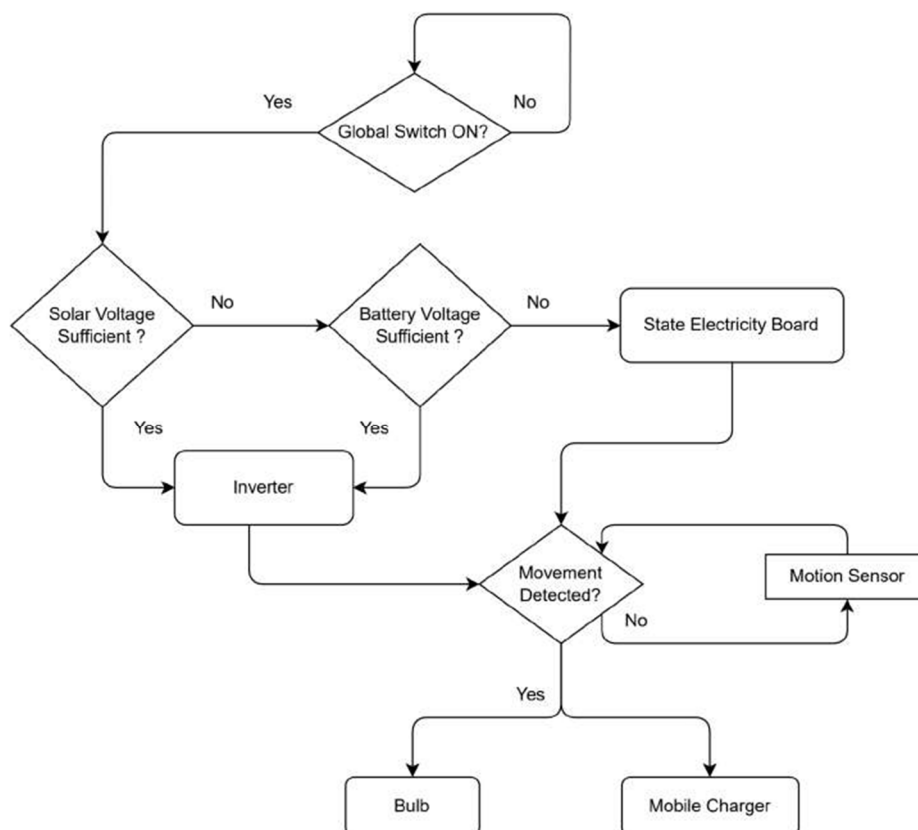 Yes
No
Global Switch ON?
Solar Voltage
Sufficient ?
No
Battery Voltage
Sufficient ?
No
State Electricity Board
Yes
Yes
Inverter
Movement
Detected?
Motion Sensor
No
Yes
Bulb
Mobile Charger